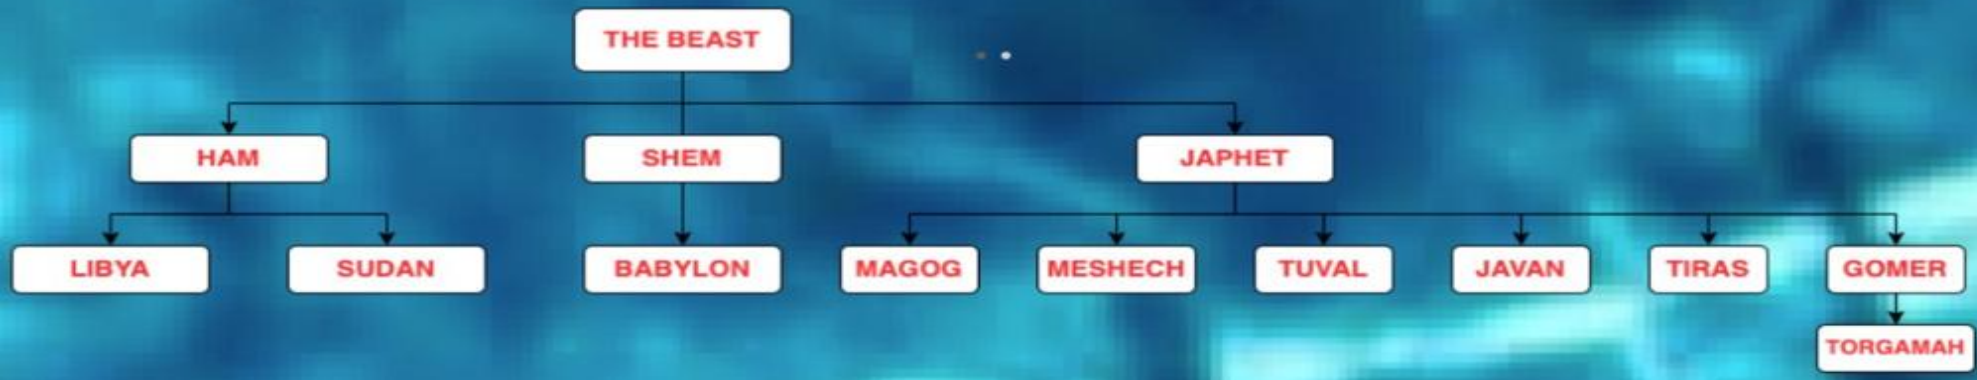 THE BEAST
HAM
SHEM
JAPHET
LIBYA
SUDAN
BABYLON
MAGOG
MESHECH
TUVAL
JAVAN
TIRAS
GOMER
TORGAMAH